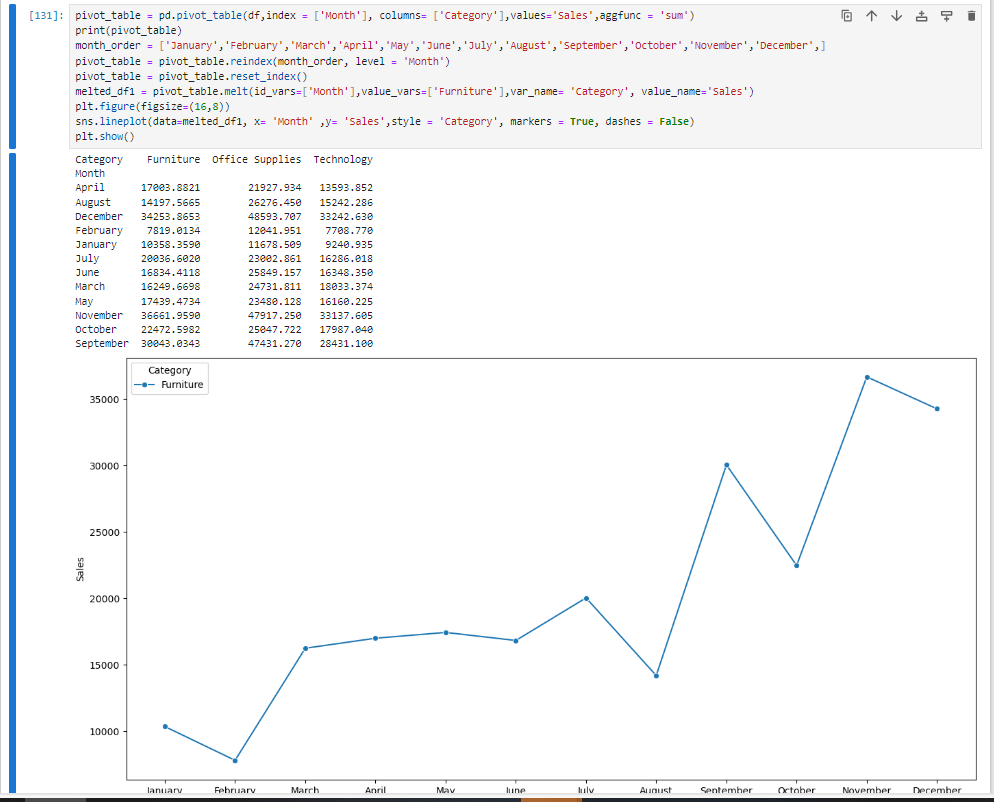 [131]: pivot_table = pd.pivot_table(df,index = ['Month'], columns= ['Category'],values='Sales',aggfunc = 'sum')
print(pivot_table)
month_order = ['January','February','March','April','May','June','July','August','September','October','November','December',]
pivot_table = pivot_table.reindex(month_order, level = 'Month')
pivot_table = pivot_table.reset_index()
melted_df1 = pivot_table.melt(id_vars=['Month'],value_vars=['Furniture'],var_name= 'Category', value_name='Sales')
plt.figure(figsize=(16,8))
sns.lineplot(data=melted_df1, x= 'Month' ,y= 'Sales',style = 'Category', markers = True, dashes = False)
plt.show()
Category Furniture Office Supplies Technology
Month
April 17003.8821 21927.934 13593.852
August 14197.5665 26276.450 15242.286
December 34253.8653 48593.707 33242.630
February 7819.0134 12041.951 7708.770
January 10358.3590 11678.509 9240.935
July 20036.6020 23002.861 16286.018
June 16834.4118 25849.157 16348.350
March 16249.6698 24731.811 18033.374
May 17439.4734 23480.128 16160.225
November 36661.9590 47917.250 33137.605
October 22472.5982 25047.722 17987.040
September 30043.0343 47431.270 28431.100
Category
Furniture
35000
30000
25000
20000
15000
10000
Sales
January February March April May June July August September October November December